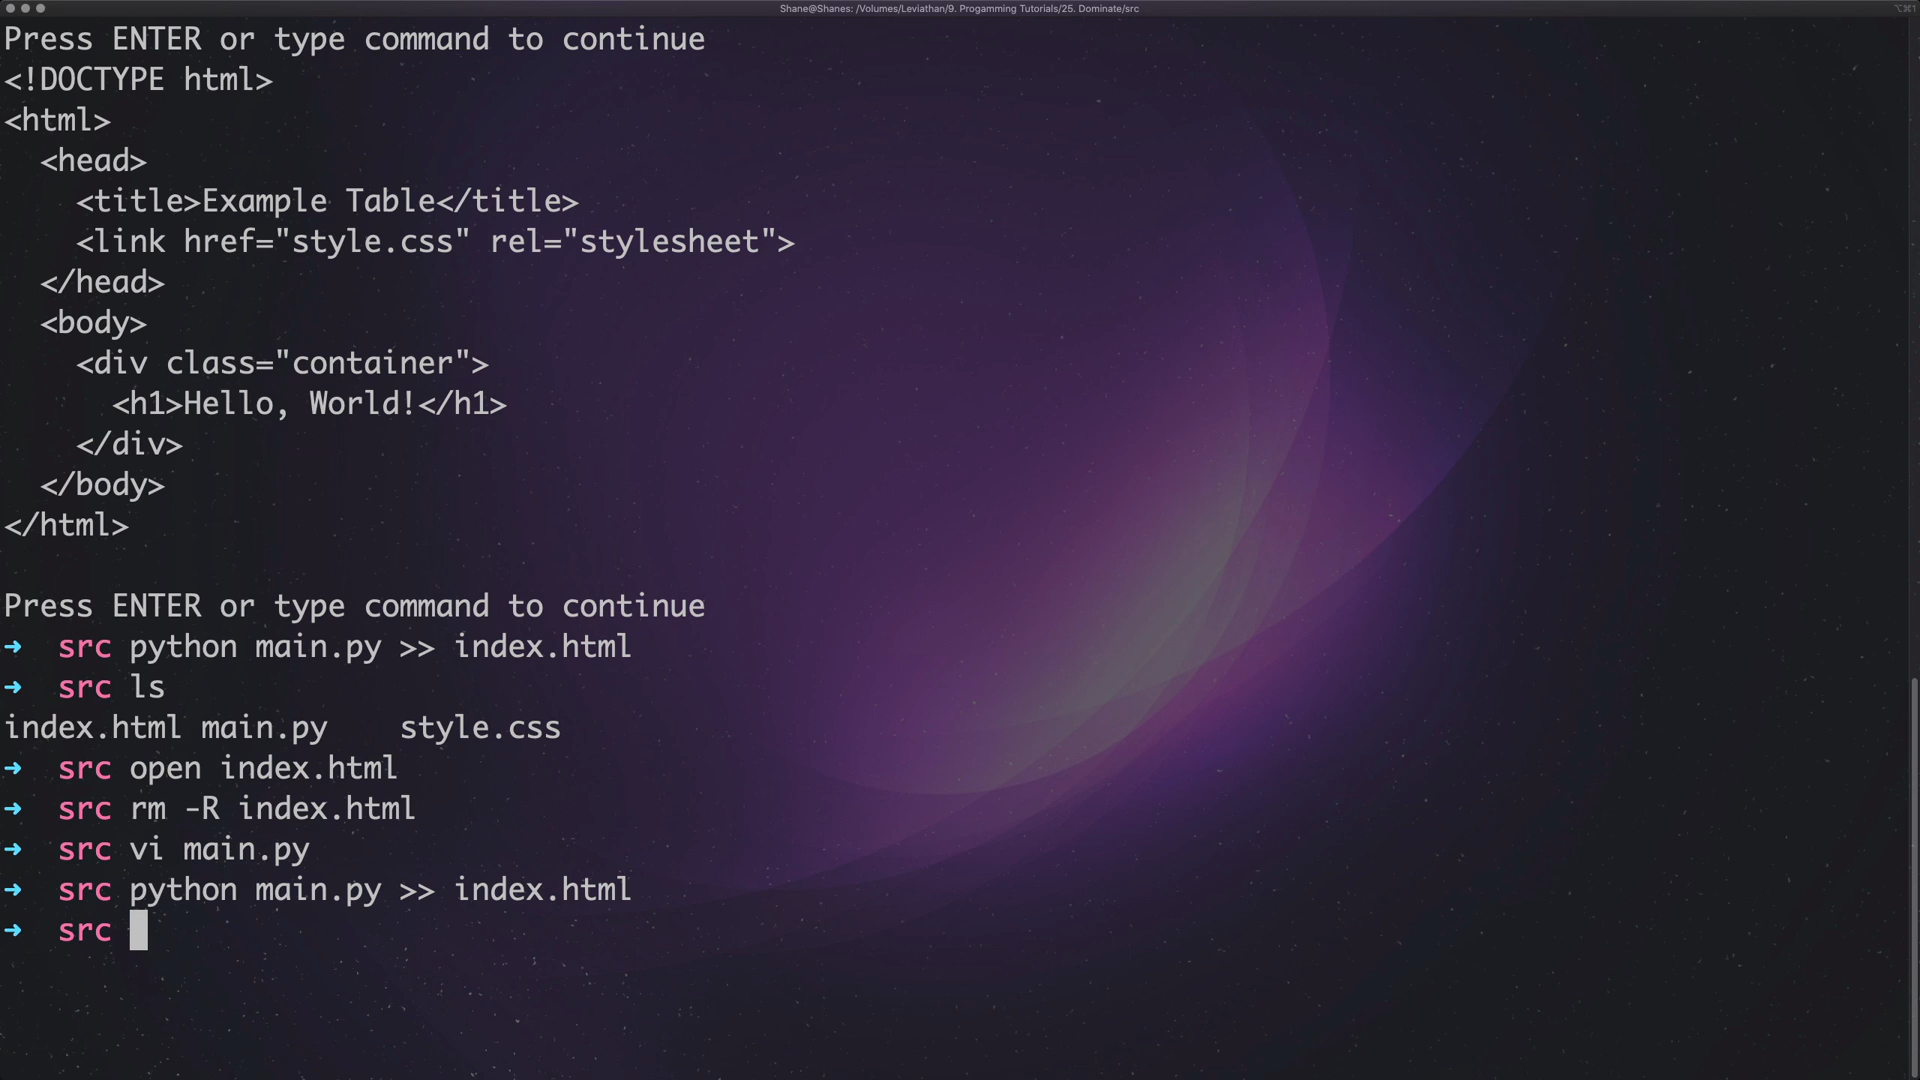 Shane@Shanes: /Volumes/Leviathan/9. Progamming Tutorials/25. Dominate/src
⌥⌘1
Press ENTER or type command to continue
<!DOCTYPE html>
<html>
  <head>
    <title>Example Table</title>
    <link href="style.css" rel="stylesheet">
  </head>
  <body>
    <div class="container">
      <h1>Hello, World!</h1>
    </div>
  </body>
</html>

Press ENTER or type command to continue
➜  src python main.py >> index.html
➜  src ls
index.html main.py    style.css
➜  src open index.html
➜  src rm -R index.html
➜  src vi main.py
➜  src python main.py >> index.html
➜  src